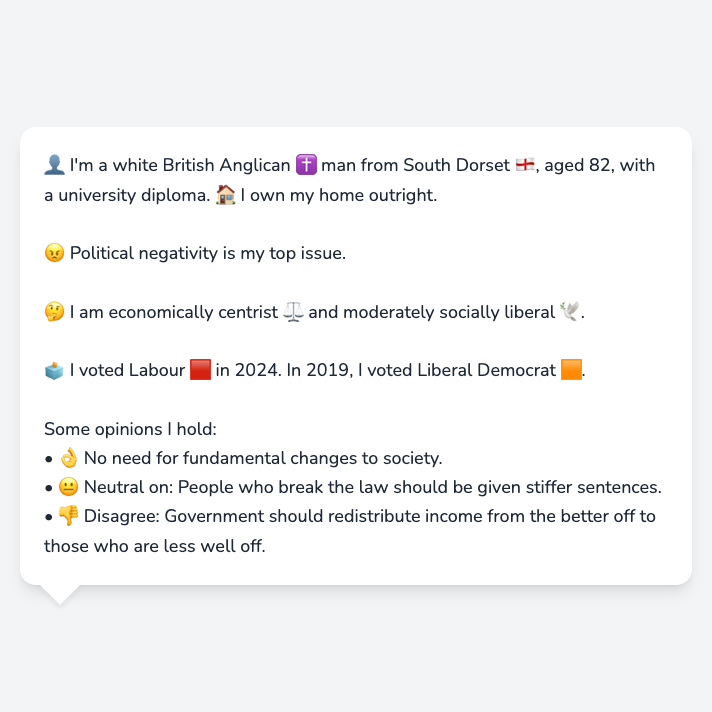 👤 I'm a white British Anglican ✝️ man from South Dorset 🏴󠁧󠁢󠁥󠁮󠁧󠁿, aged 82, with
a university diploma. 🏠 I own my home outright.
😠 Political negativity is my top issue.
🤔 I am economically centrist ⚖️ and moderately socially liberal 🕊️.
🗳️ I voted Labour 🟥 in 2024. In 2019, I voted Liberal Democrat 🟧.
Some opinions I hold:
• 👌 No need for fundamental changes to society.
• 😐 Neutral on: People who break the law should be given stiffer sentences.
• 👎 Disagree: Government should redistribute income from the better off to
those who are less well off.